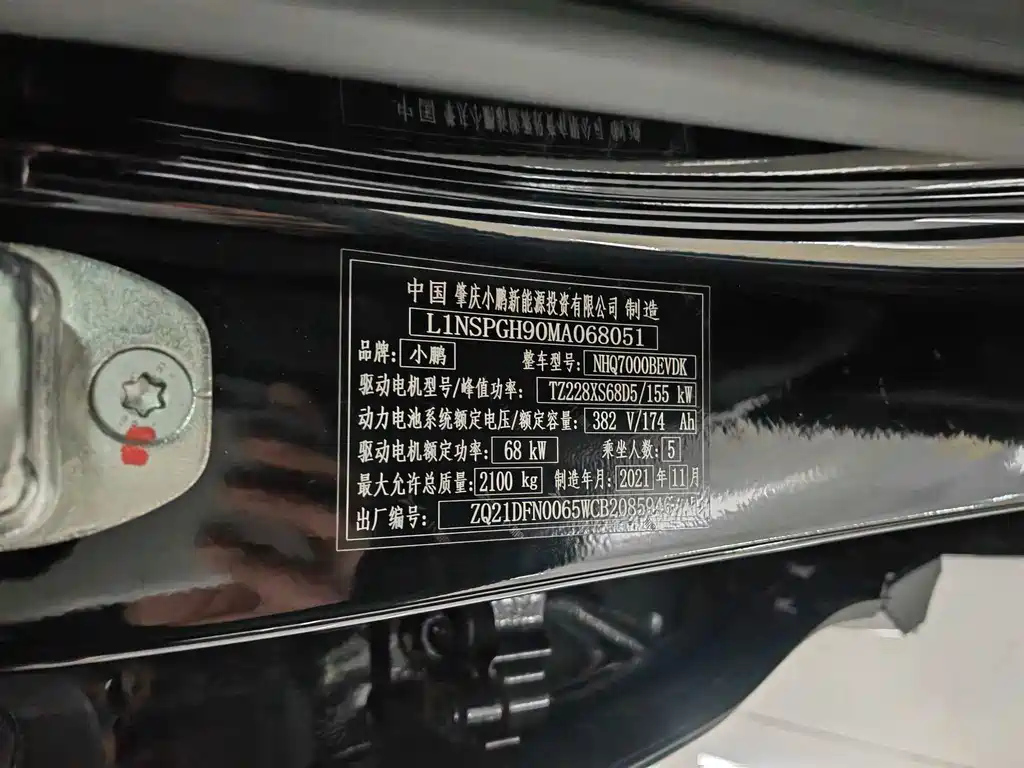 中国 肇庆小鹏新能源投资有限公司 制造
L1NSPGH90MA068051
品牌: 小鹏 整车型号: NHQ7000BEVDK
驱动电机型号/峰值功率: TZ228XS68D5/155 kW
动力电池系统额定电压/额定容量: 382 V/174 Ah
驱动电机额定功率: 68 kW 乘坐人数: 5
最大允许总质量: 2100 kg 制造年月: 2021 年 11 月
出厂编号: